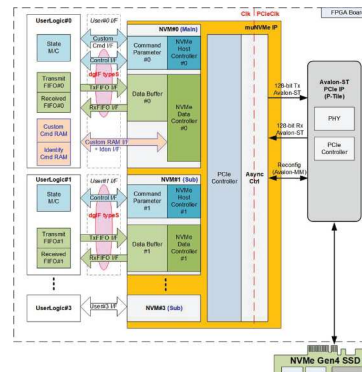 Clk PCIeClk FPGA Board
UserLogic#0 User#0 I/F NVM#0 (Main) muNVMe IP
State
M/C
Custom
Cmd I/F
Control I/F
Command
Parameter
#0
NVMe
Host
Controller
#0
dgIF type5
Transmit
FIFO#0
Received
FIFO#0
TxFIFO I/F
RxFIFO I/F
Data Buffer
#0
NVMe
Data
Controller
#0
Custom
Cmd RAM
Identify
Cmd RAM
Custom RAM I/F
+ Iden I/F
UserLogic#1 User#1 I/F NVM#1 (Sub)
State
M/C
Control I/F
Command
Parameter
#1
NVMe
Host
Controller
#1
dgIF type5
Transmit
FIFO#1
Received
FIFO#1
TxFIFO I/F
RxFIFO I/F
Data Buffer
#1
NVMe
Data
Controller
#1
UserLogic#3 User#3 I/F NVM#3 (Sub)
PCIe
Controller
Async
Ctrl
128-bit Tx
Avalon-ST
128-bit Rx
Avalon-ST
Reconfig
(Avalon-MM)
Avalon-ST
PCIe IP
(P-Tile)
PHY
PCIe
Controller
NVMe Gen4 SSD